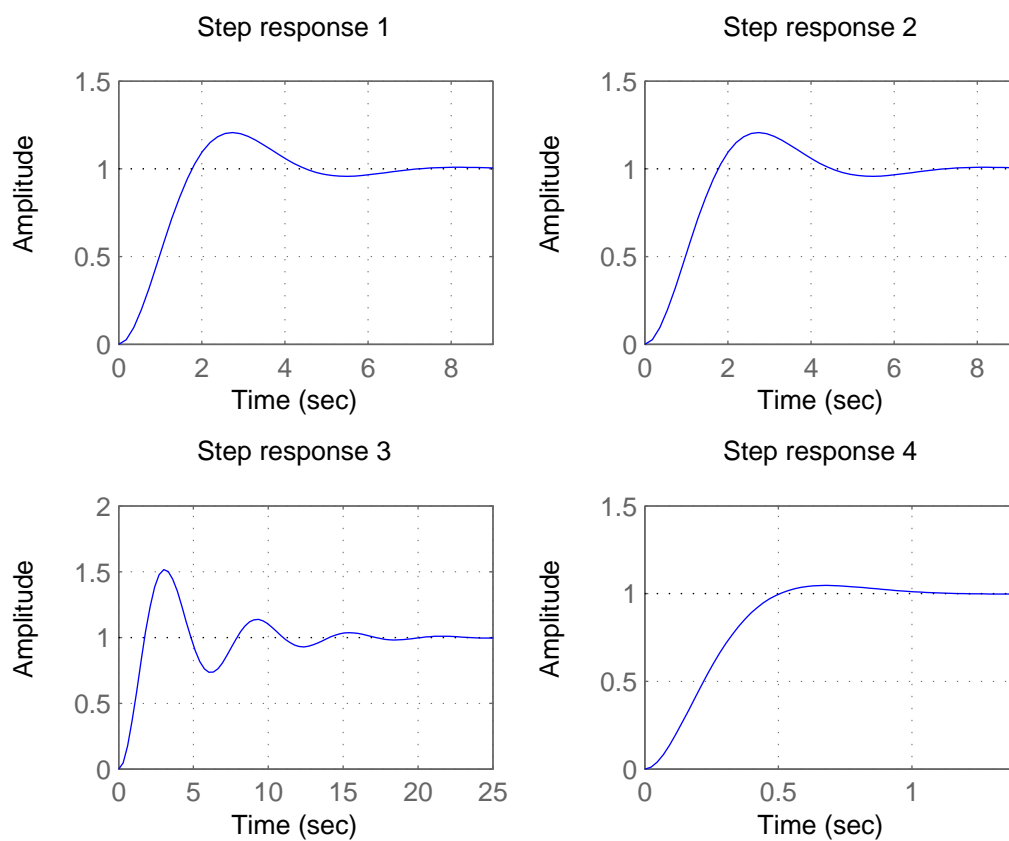 Step response 1
1.5
1
0.5
0
Amplitude
0 2 4 6 8
Time (sec)
Step response 2
1.5
1
0.5
0
Amplitude
0 2 4 6 8
Time (sec)
Step response 3
2
1.5
1
0.5
0
Amplitude
0 5 10 15 20 25
Time (sec)
Step response 4
1.5
1
0.5
0
Amplitude
0 0.5 1
Time (sec)